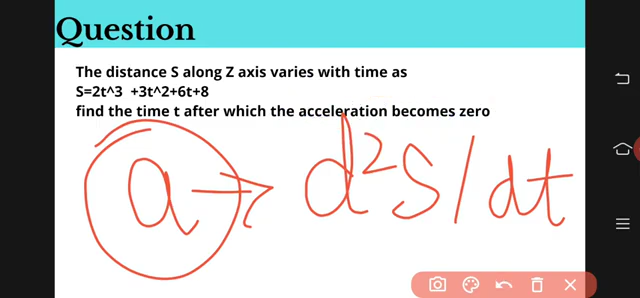 Question
The distance S along Z axis varies with time as
S=2t^3 +3t^2+6t+8
find the time t after which the acceleration becomes zero
a → d²S/dt